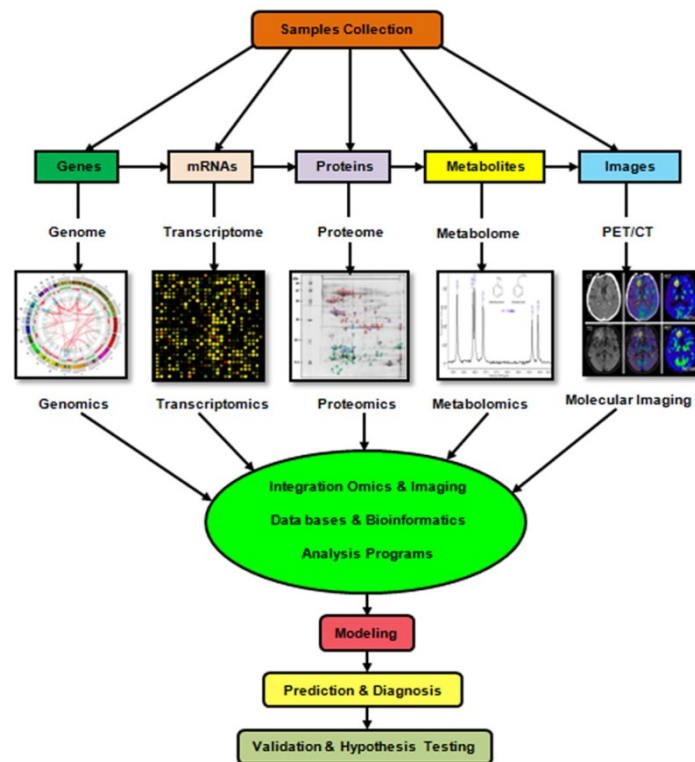 Samples Collection
Genes
mRNAs
Proteins
Metabolites
Images
Genome
Transcriptome
Proteome
Metabolome
PET/CT
Genomics
Transcriptomics
Proteomics
Metabolomics
Molecular Imaging
Integration Omics & Imaging
Data bases & Bioinformatics
Analysis Programs
Modeling
Prediction & Diagnosis
Validation & Hypothesis Testing